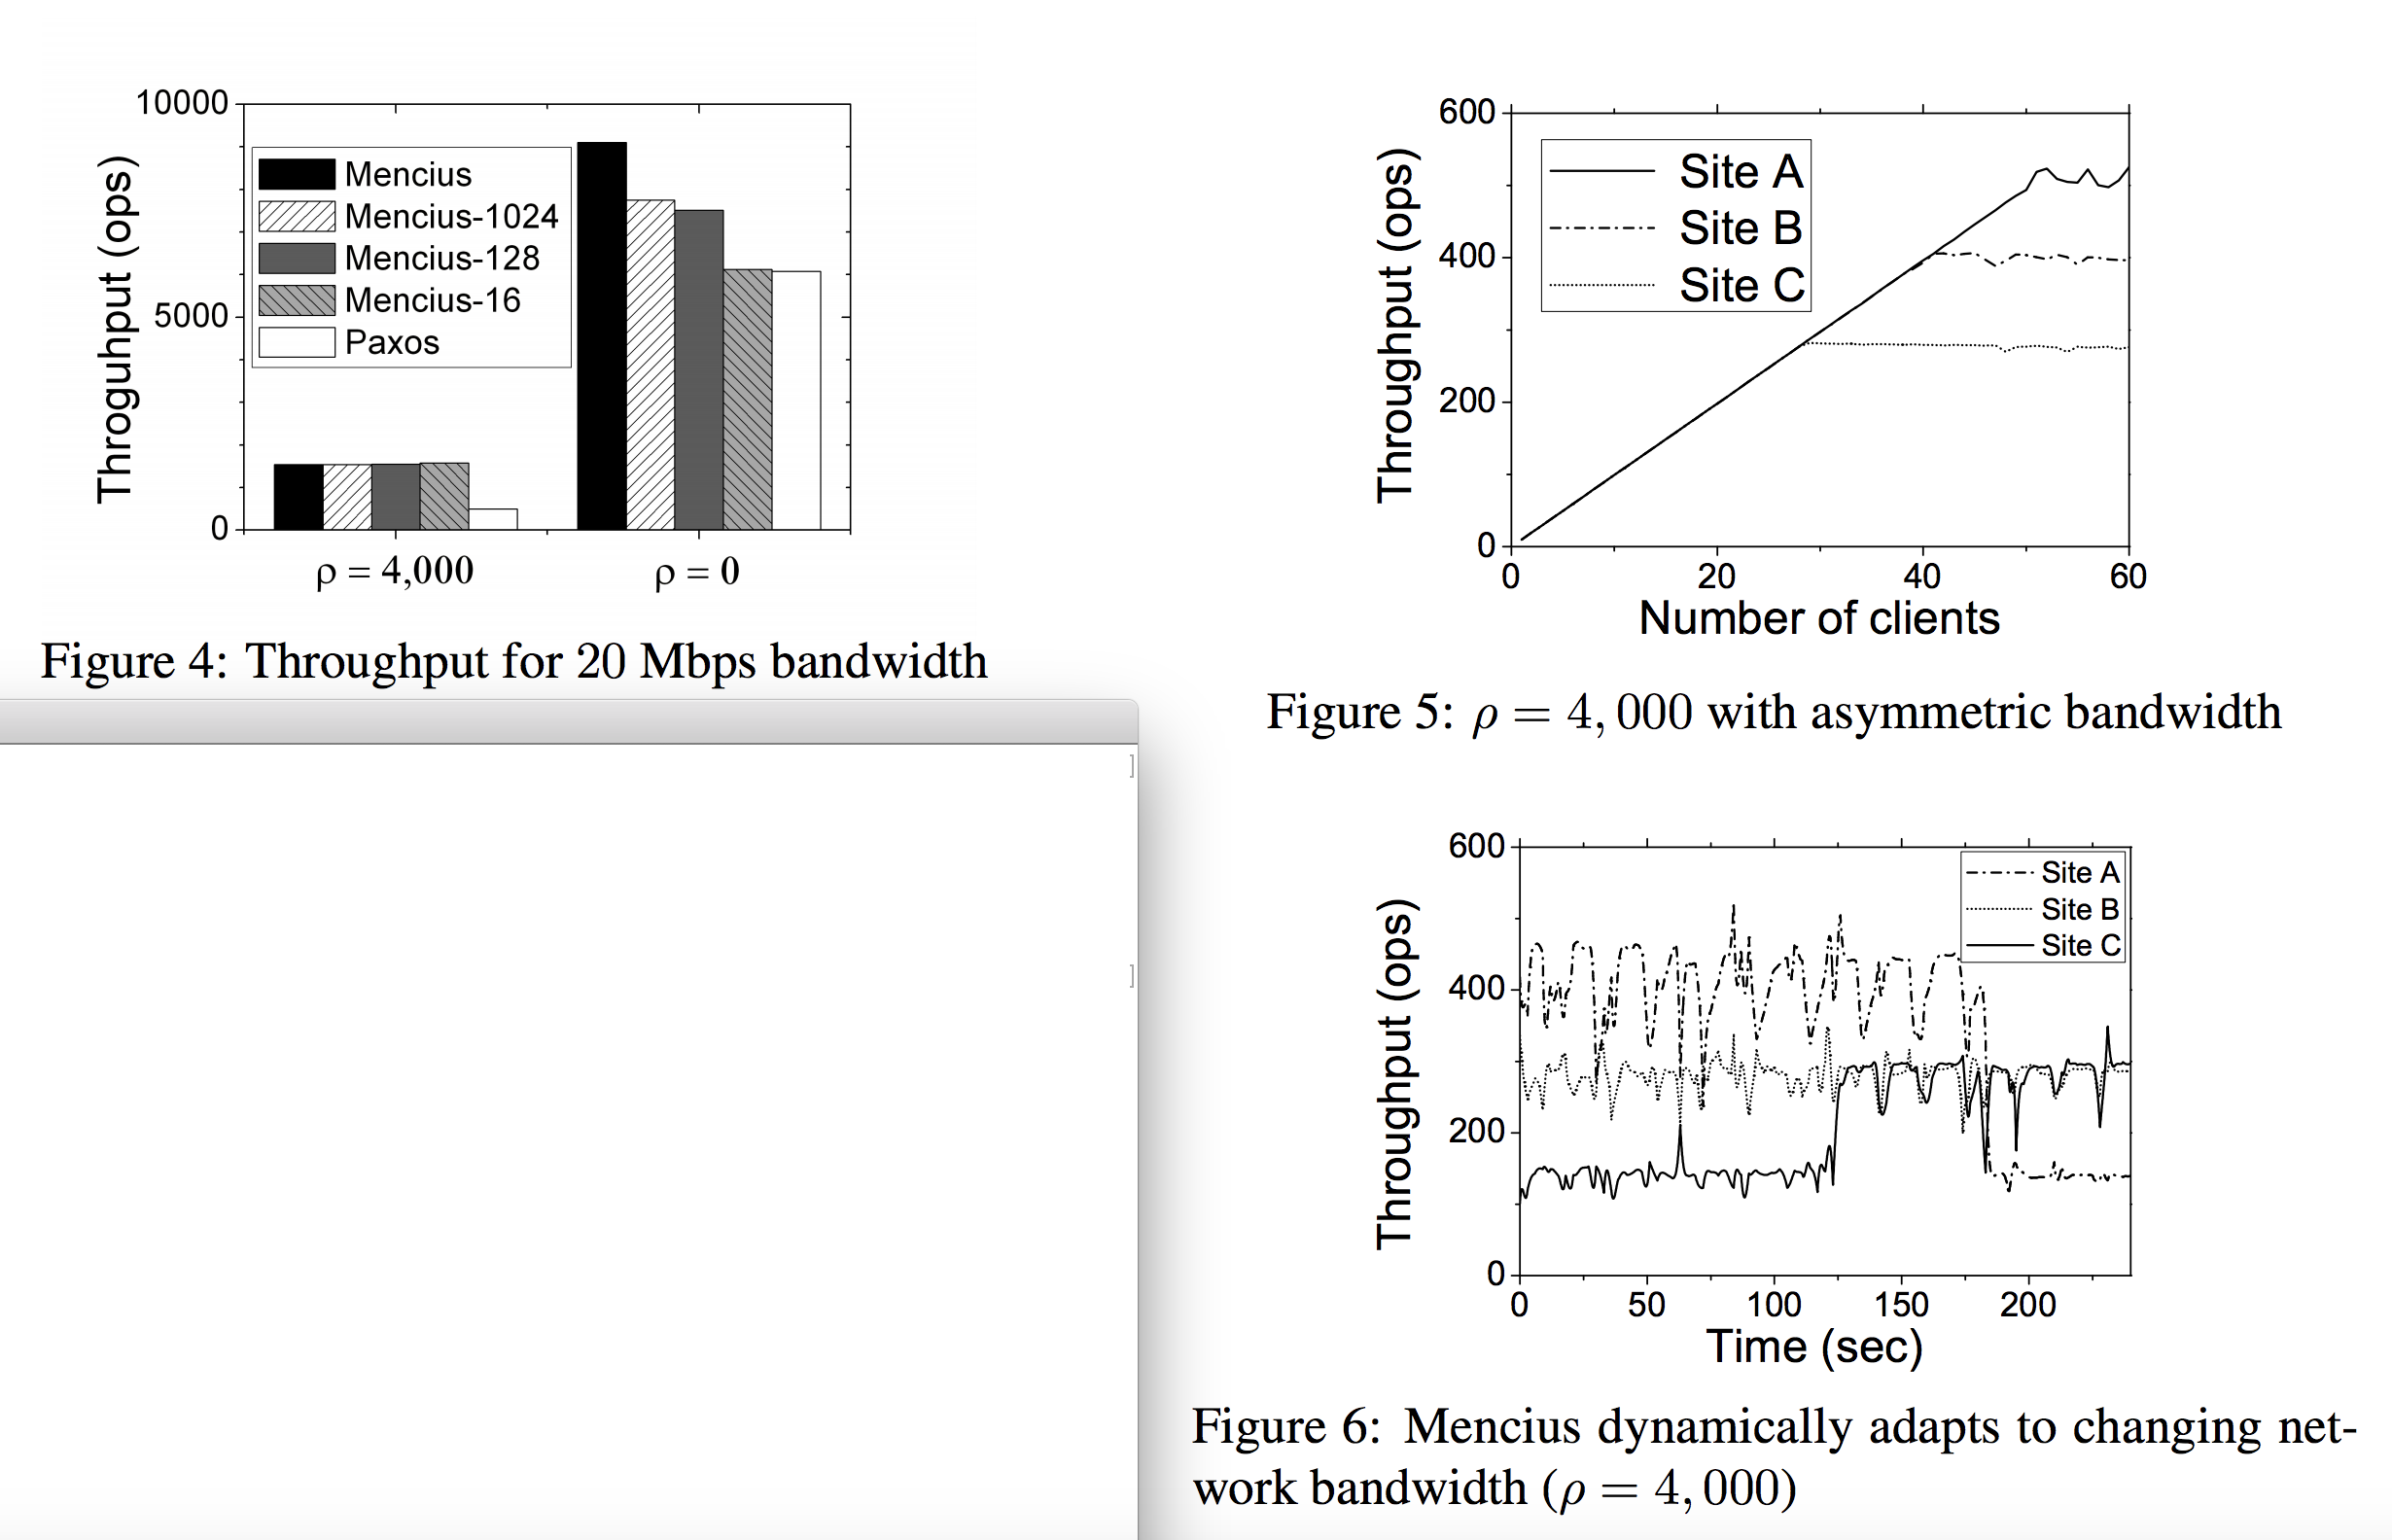 10000
5000
0
Throguhput (ops)
Mencius
Mencius-1024
Mencius-128
Mencius-16
Paxos
ρ = 4,000
ρ = 0
Figure 4: Throughput for 20 Mbps bandwidth
]
]
600
400
200
0
Throughput (ops)
Site A
Site B
Site C
0 20 40 60
Number of clients
Figure 5: ρ = 4, 000 with asymmetric bandwidth
600
400
200
0
Throughput (ops)
Site A
Site B
Site C
0 50 100 150 200
Time (sec)
Figure 6: Mencius dynamically adapts to changing net-
work bandwidth (ρ = 4, 000)